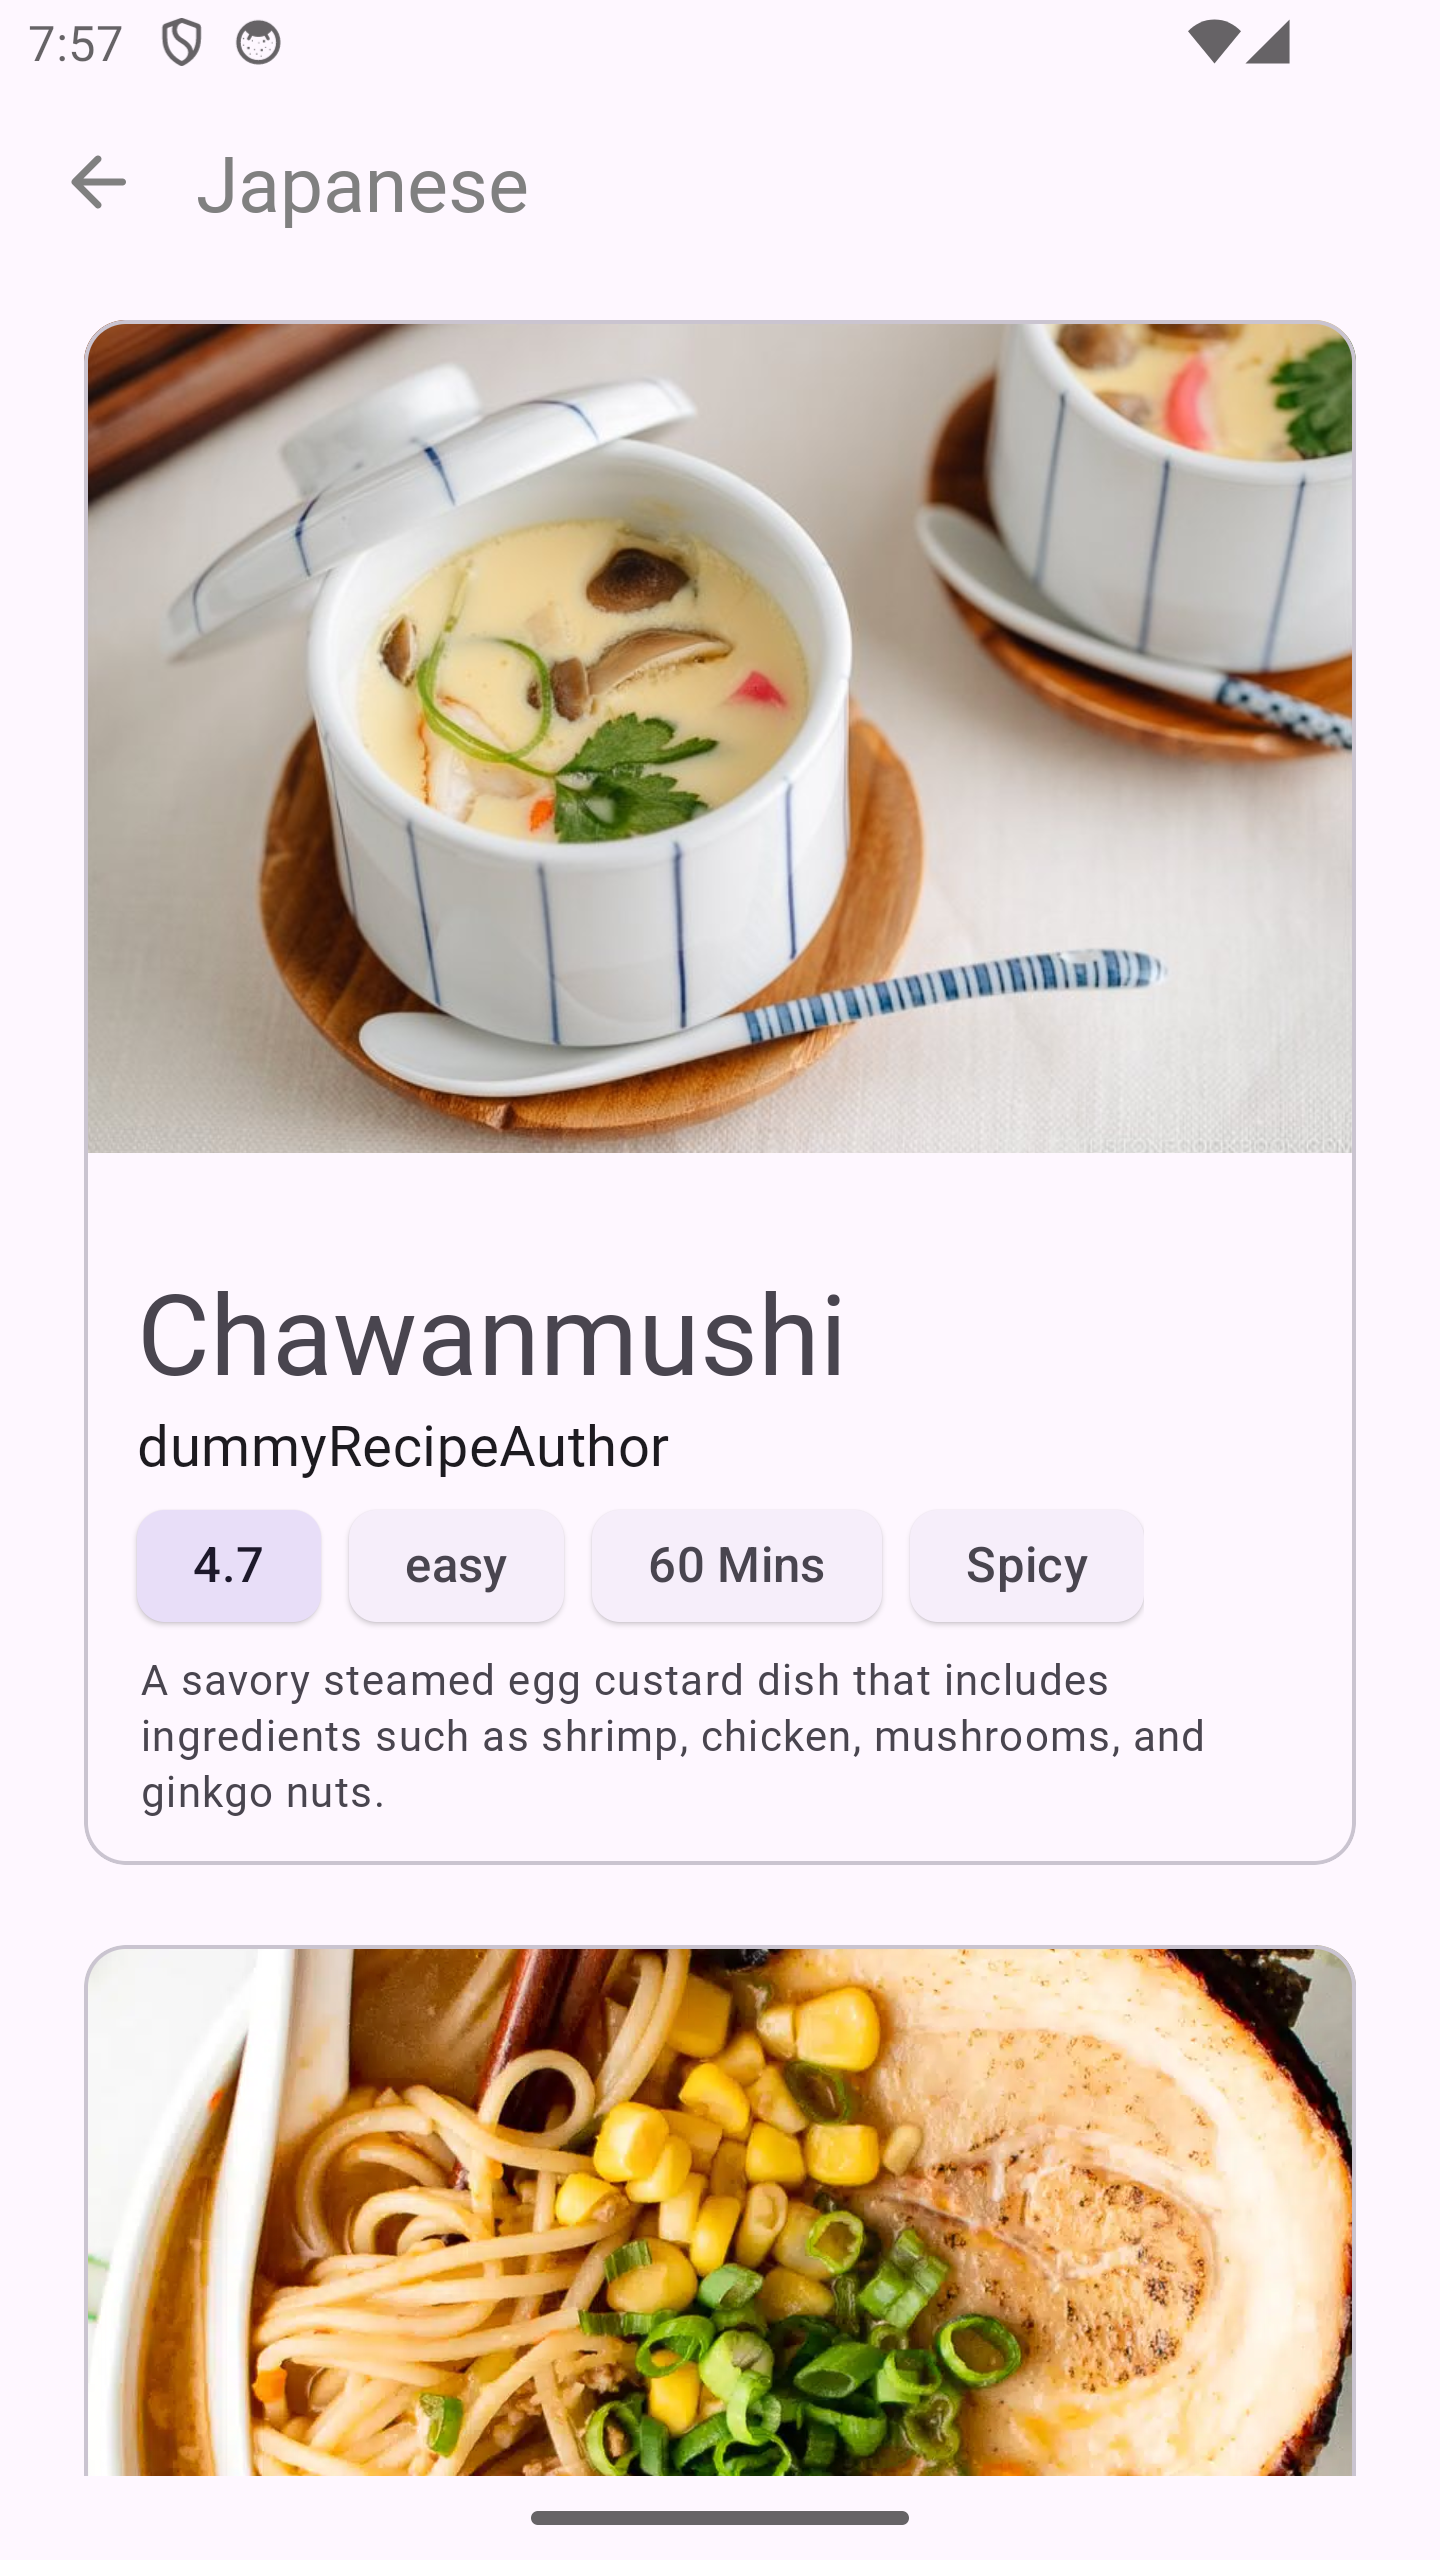 7:57
Japanese
Chawanmushi
dummyRecipeAuthor
4.7 easy 60 Mins Spicy
A savory steamed egg custard dish that includes
ingredients such as shrimp, chicken, mushrooms, and
ginkgo nuts.